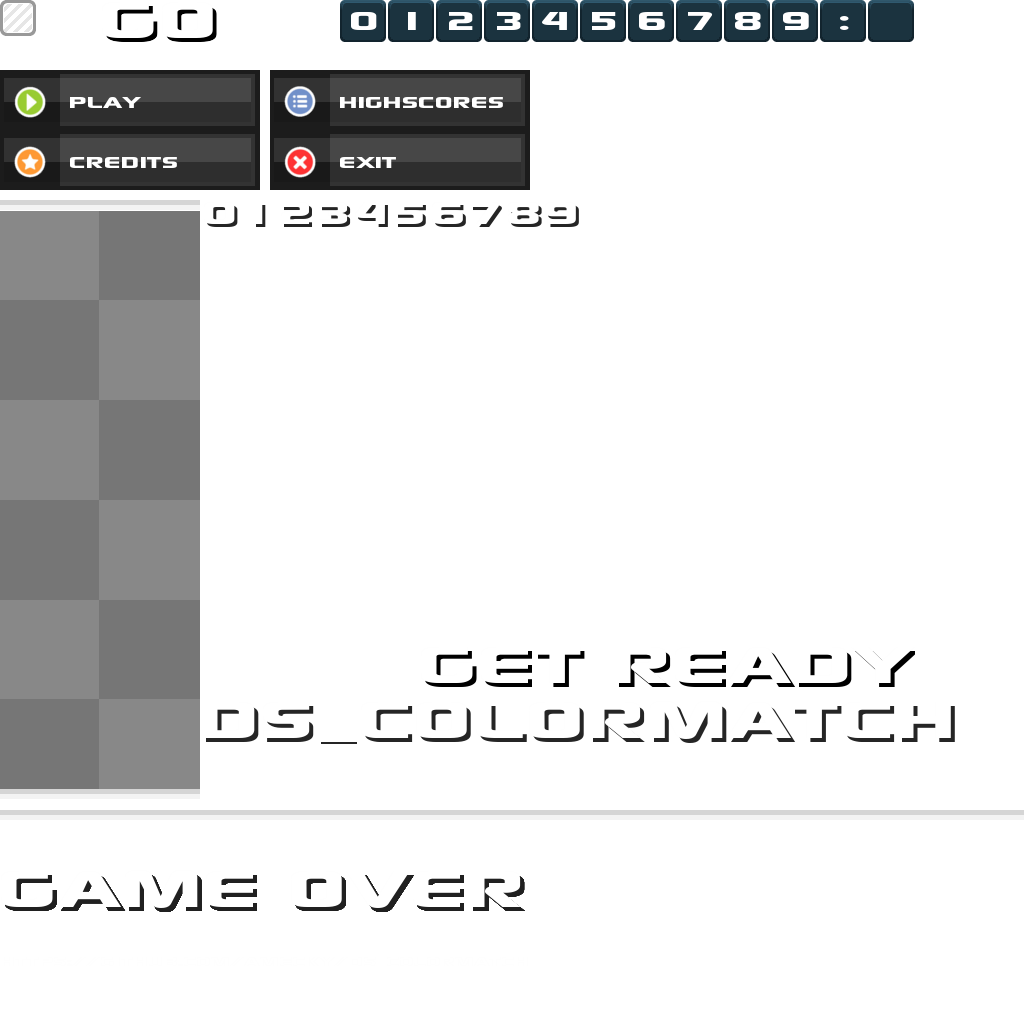 GO 0 1 2 3 4 5 6 7 8 9 :
PLAY HIGHSCORES
CREDITS EXIT
0123456789
GET READY
DS_COLORMATCH
GAME OVER